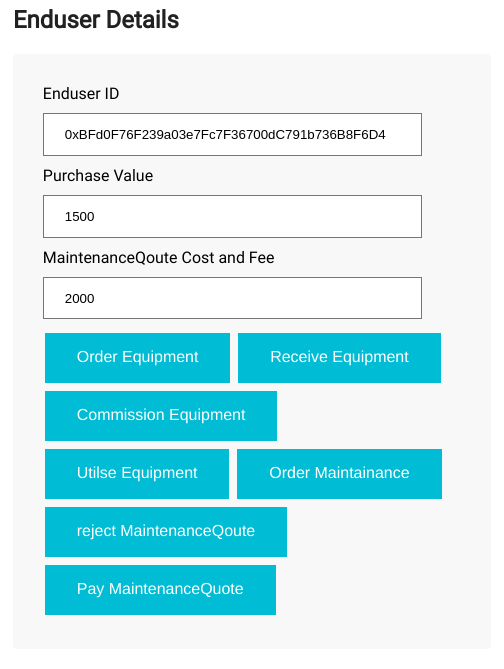 Enduser Details
Enduser ID
0xBFd0F76F239a03e7Fc7F36700dC791b736B8F6D4
Purchase Value
1500
MaintenanceQoute Cost and Fee
2000
Order Equipment Receive Equipment
Commission Equipment
Utilse Equipment Order Maintainance
reject MaintenanceQoute
Pay MaintenanceQuote